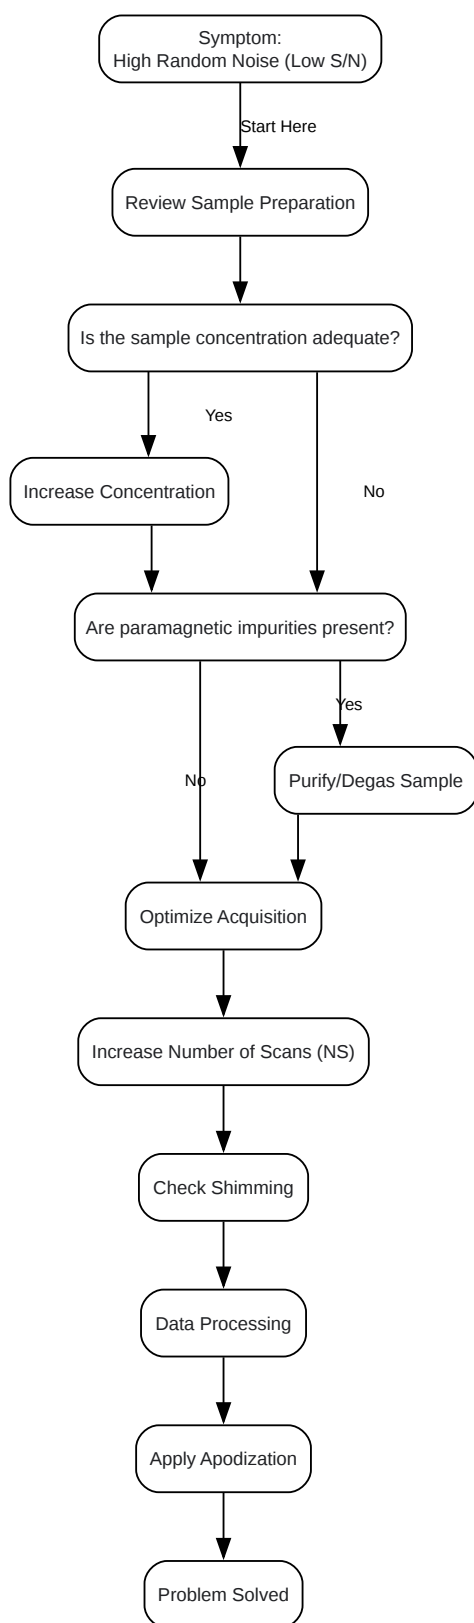 Symptom:
High Random Noise (Low S/N)
Start Here
Review Sample Preparation
Is the sample concentration adequate?
Yes
Increase Concentration
No
Are paramagnetic impurities present?
Yes
Purify/Degas Sample
No
Optimize Acquisition
Increase Number of Scans (NS)
Check Shimming
Data Processing
Apply Apodization
Problem Solved